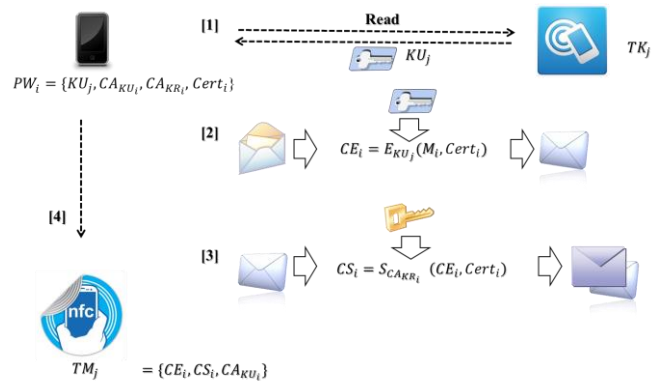 [1] Read
KU_j
TK_j
PW_i = {KU_j, CA_{KU_i}, CA_{KR_i}, Cert_i}
[2] CE_i = E_{KU_j}(M_i, Cert_i)
[4]
[3] CS_i = S_{CA_{KR_i}} (CE_i, Cert_i)
nfc
TM_j = {CE_i, CS_i, CA_{KU_i}}